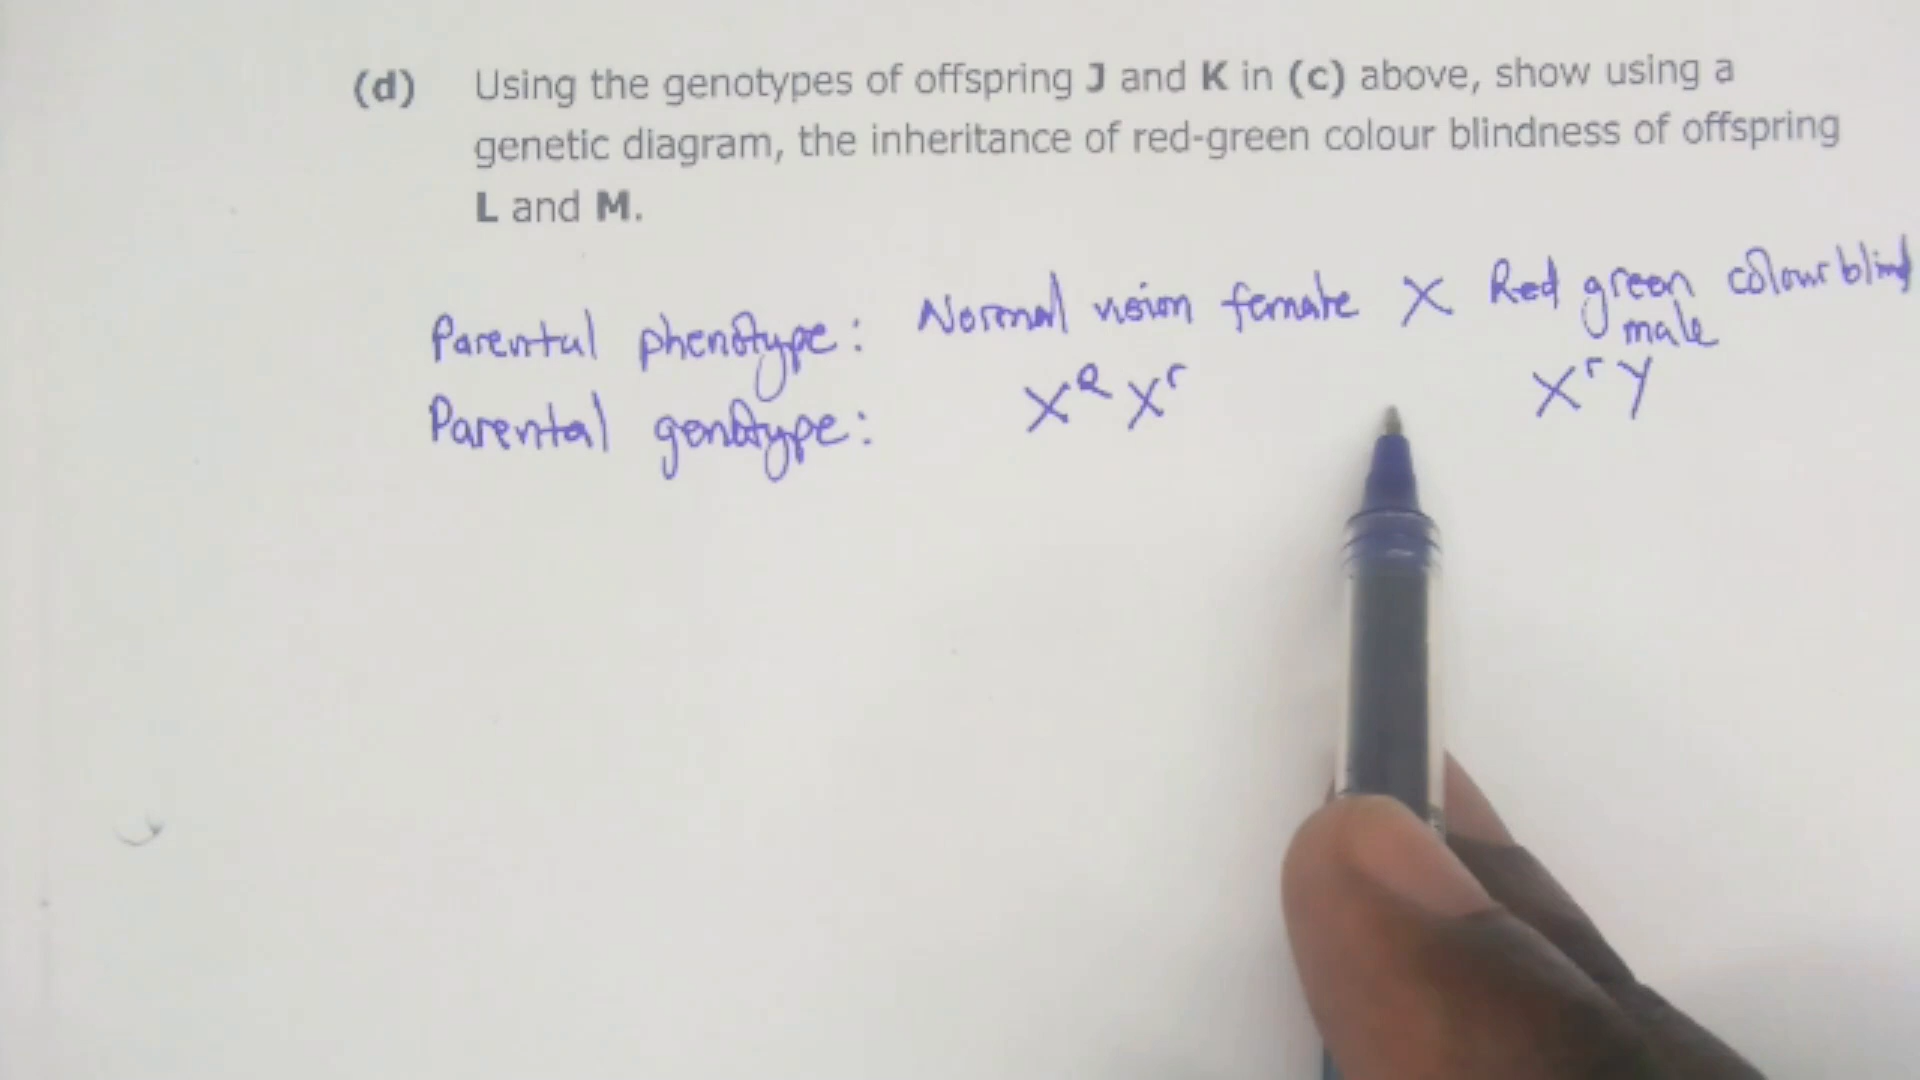 (d) Using the genotypes of offspring J and K in (c) above, show using a
genetic diagram, the inheritance of red-green colour blindness of offspring
L and M.
Parental phenotype: Normal vision female X Red green colour blind
male
Parental genotype: X^R X^r X^r Y